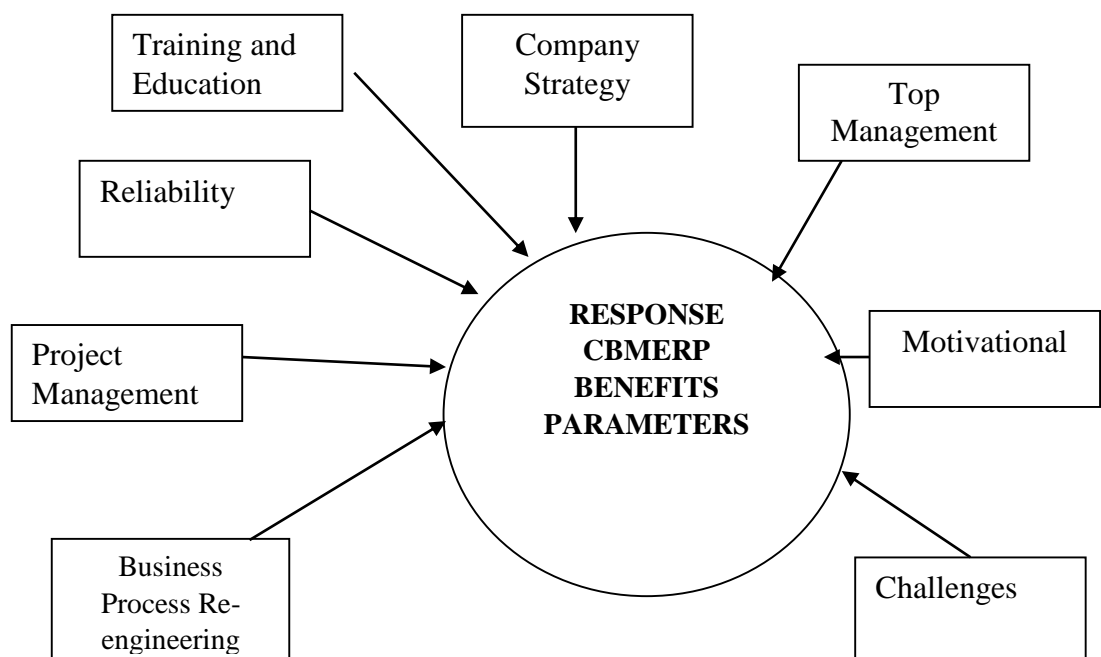 Training and
Education
Company
Strategy
Top
Management
Reliability
RESPONSE
CBMERP
BENEFITS
PARAMETERS
Motivational
Project
Management
Business
Process Re-
engineering
Challenges